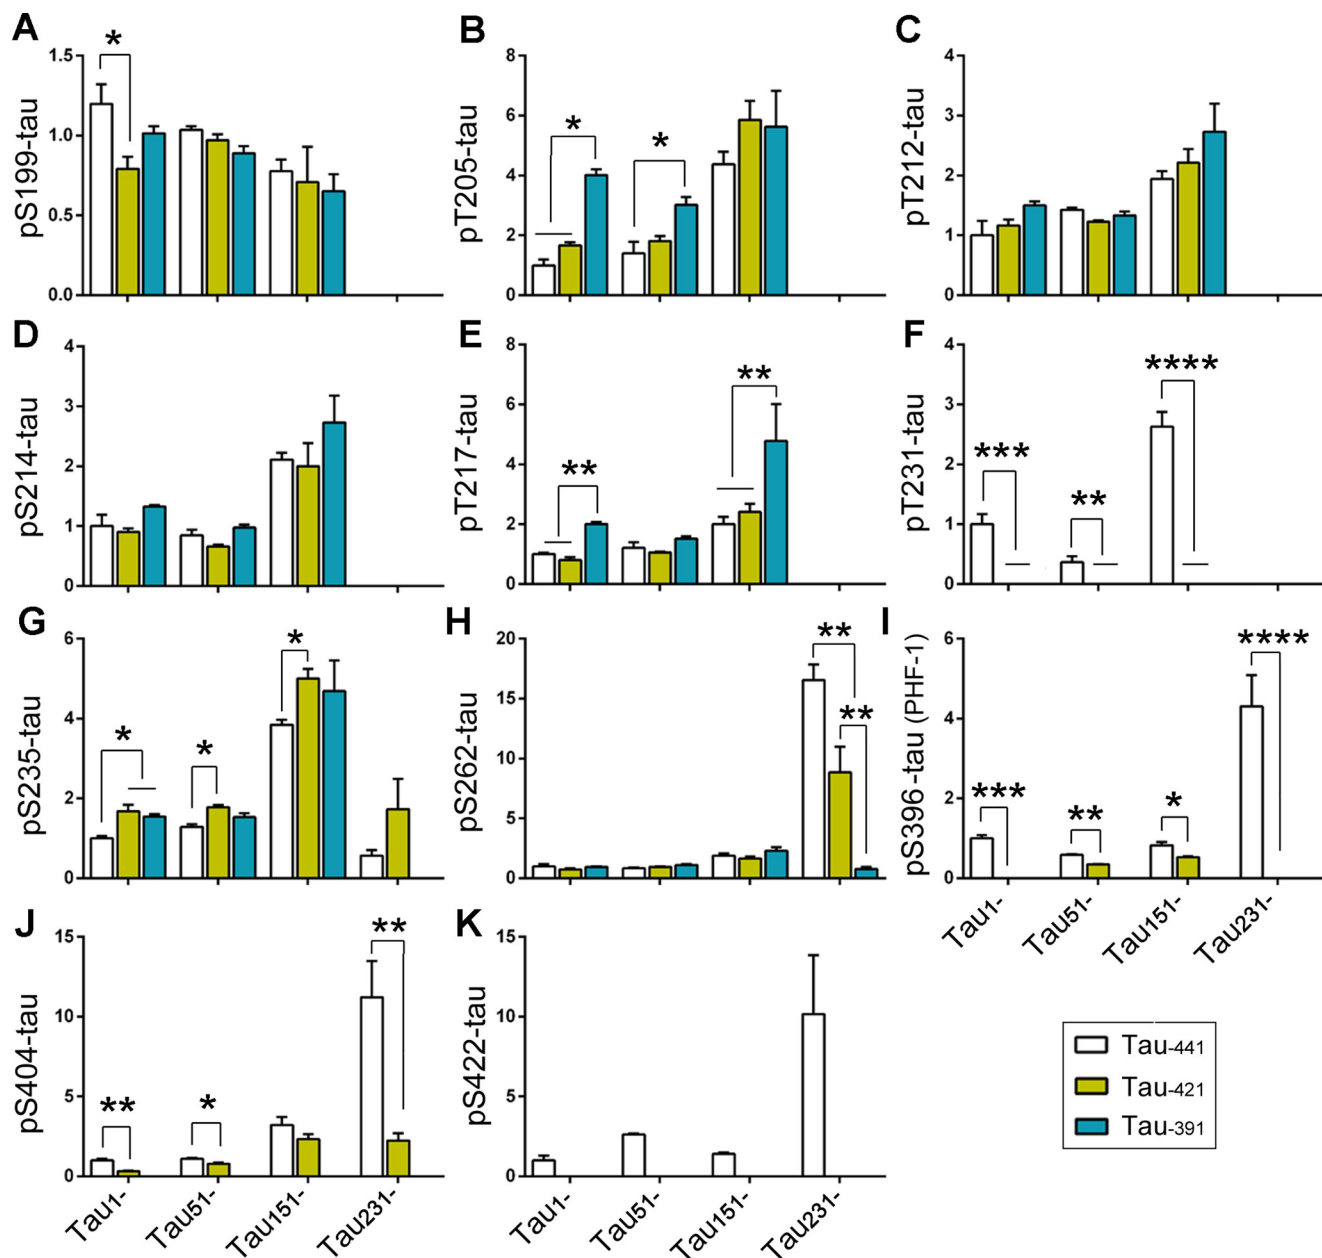 A
pS199-tau
1.5
1.0
0.5
0.0
*
B
pT205-tau
8
6
4
2
0
*
*
C
pT212-tau
4
3
2
1
0
D
pS214-tau
4
3
2
1
0
E
pT217-tau
8
6
4
2
0
**
**
F
pT231-tau
4
3
2
1
0
***
**
****
G
pS235-tau
6
4
2
0
*
*
*
H
pS262-tau
20
15
10
5
0
**
**
I
pS396-tau (PHF-1)
6
4
2
0
***
**
*
****
Tau1-
Tau51-
Tau151-
Tau231-
J
pS404-tau
15
10
5
0
**
*
**
Tau1-
Tau51-
Tau151-
Tau231-
K
pS422-tau
15
10
5
0
Tau1-
Tau51-
Tau151-
Tau231-
Tau-441
Tau-421
Tau-391